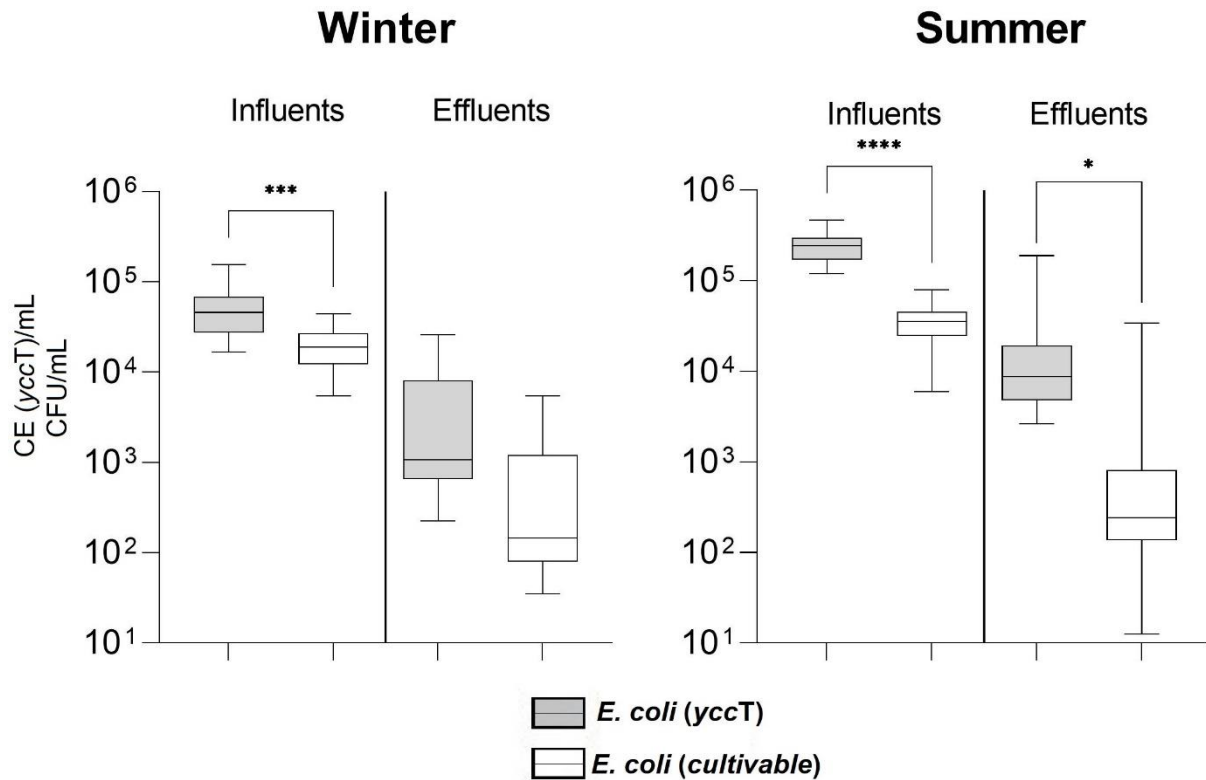 Winter
Summer
Influents
Effluents
Influents
Effluents
***
****
*
CE (yccT)/mL
CFU/mL
10⁶
10⁵
10⁴
10³
10²
10¹
10⁶
10⁵
10⁴
10³
10²
10¹
E. coli (yccT)
E. coli (cultivable)